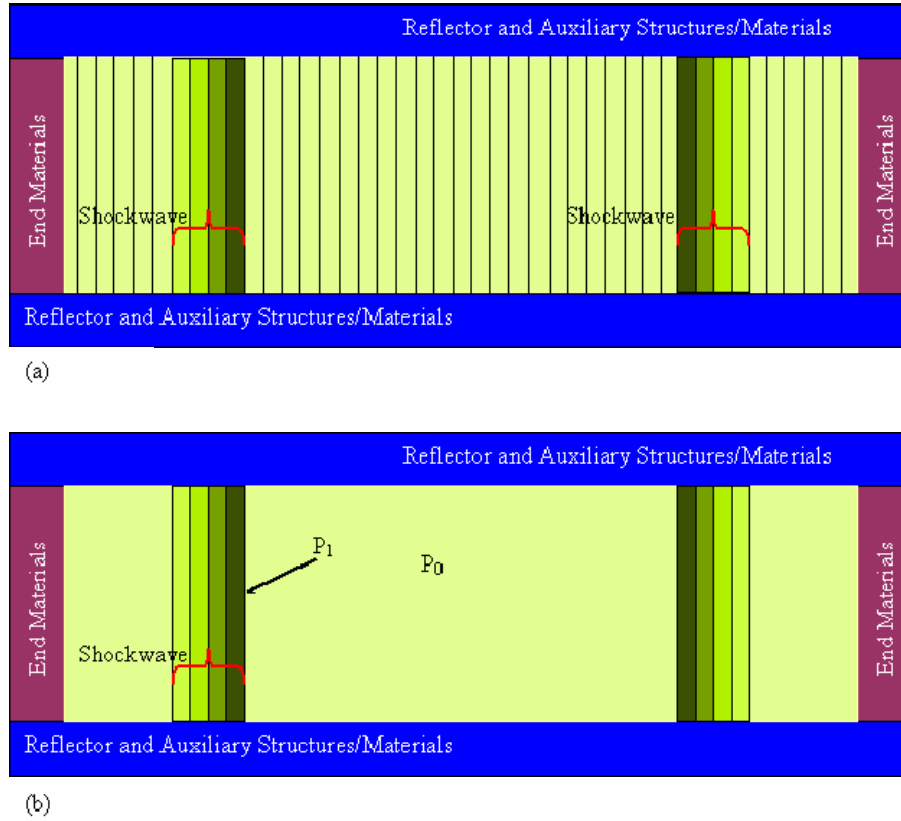 Reflector and Auxiliary Structures/Materials
End Materials
Shockwave
Shockwave
End Materials
Reflector and Auxiliary Structures/Materials
(a)
Reflector and Auxiliary Structures/Materials
End Materials
P1
P0
Shockwave
End Materials
Reflector and Auxiliary Structures/Materials
(b)